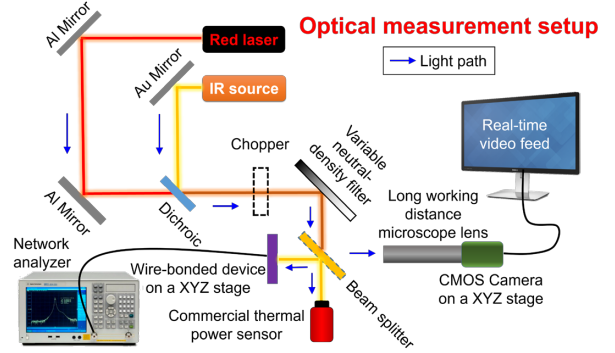 Optical measurement setup
Al Mirror
Red laser
Au Mirror
IR source
Light path
Chopper
Variable
neutral-
density filter
Real-time
video feed
Al Mirror
Dichroic
Long working
distance
microscope lens
Network
analyzer
Wire-bonded device
on a XYZ stage
Beam splitter
CMOS Camera
on a XYZ stage
Commercial thermal
power sensor